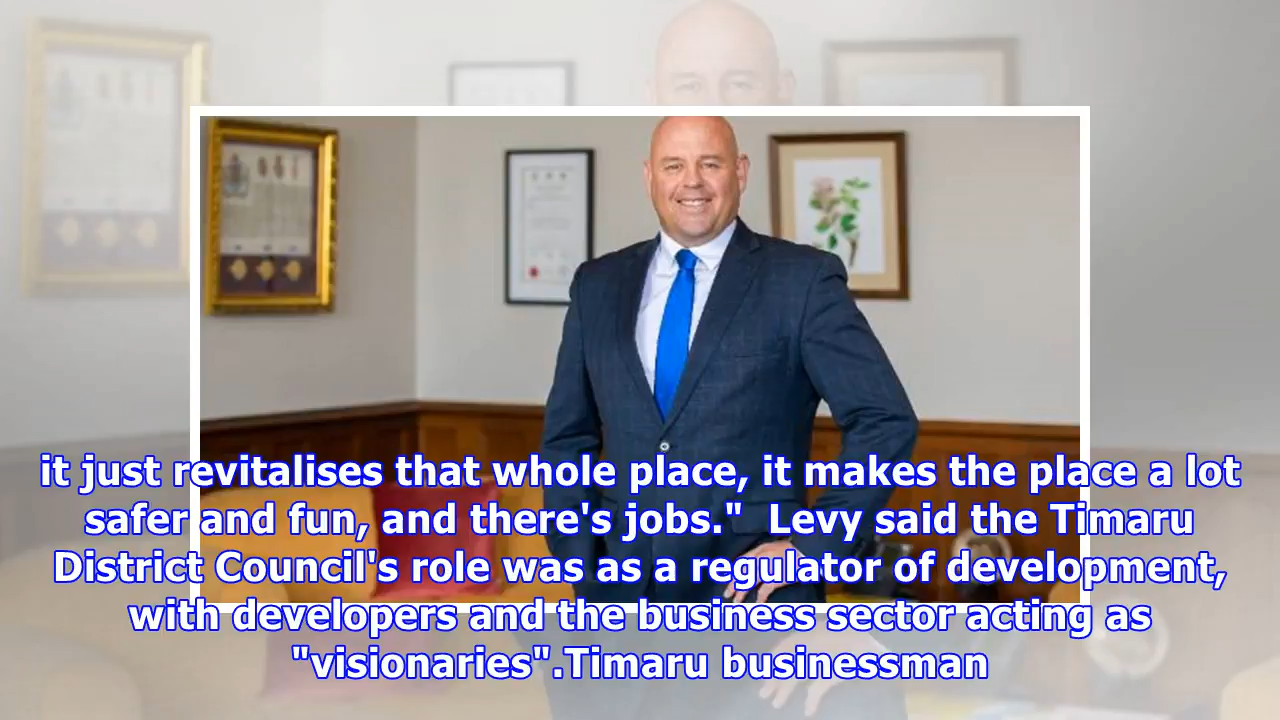 it just revitalises that whole place, it makes the place a lot
safer and fun, and there's jobs."  Levy said the Timaru
District Council's role was as a regulator of development,
with developers and the business sector acting as
"visionaries".Timaru businessman